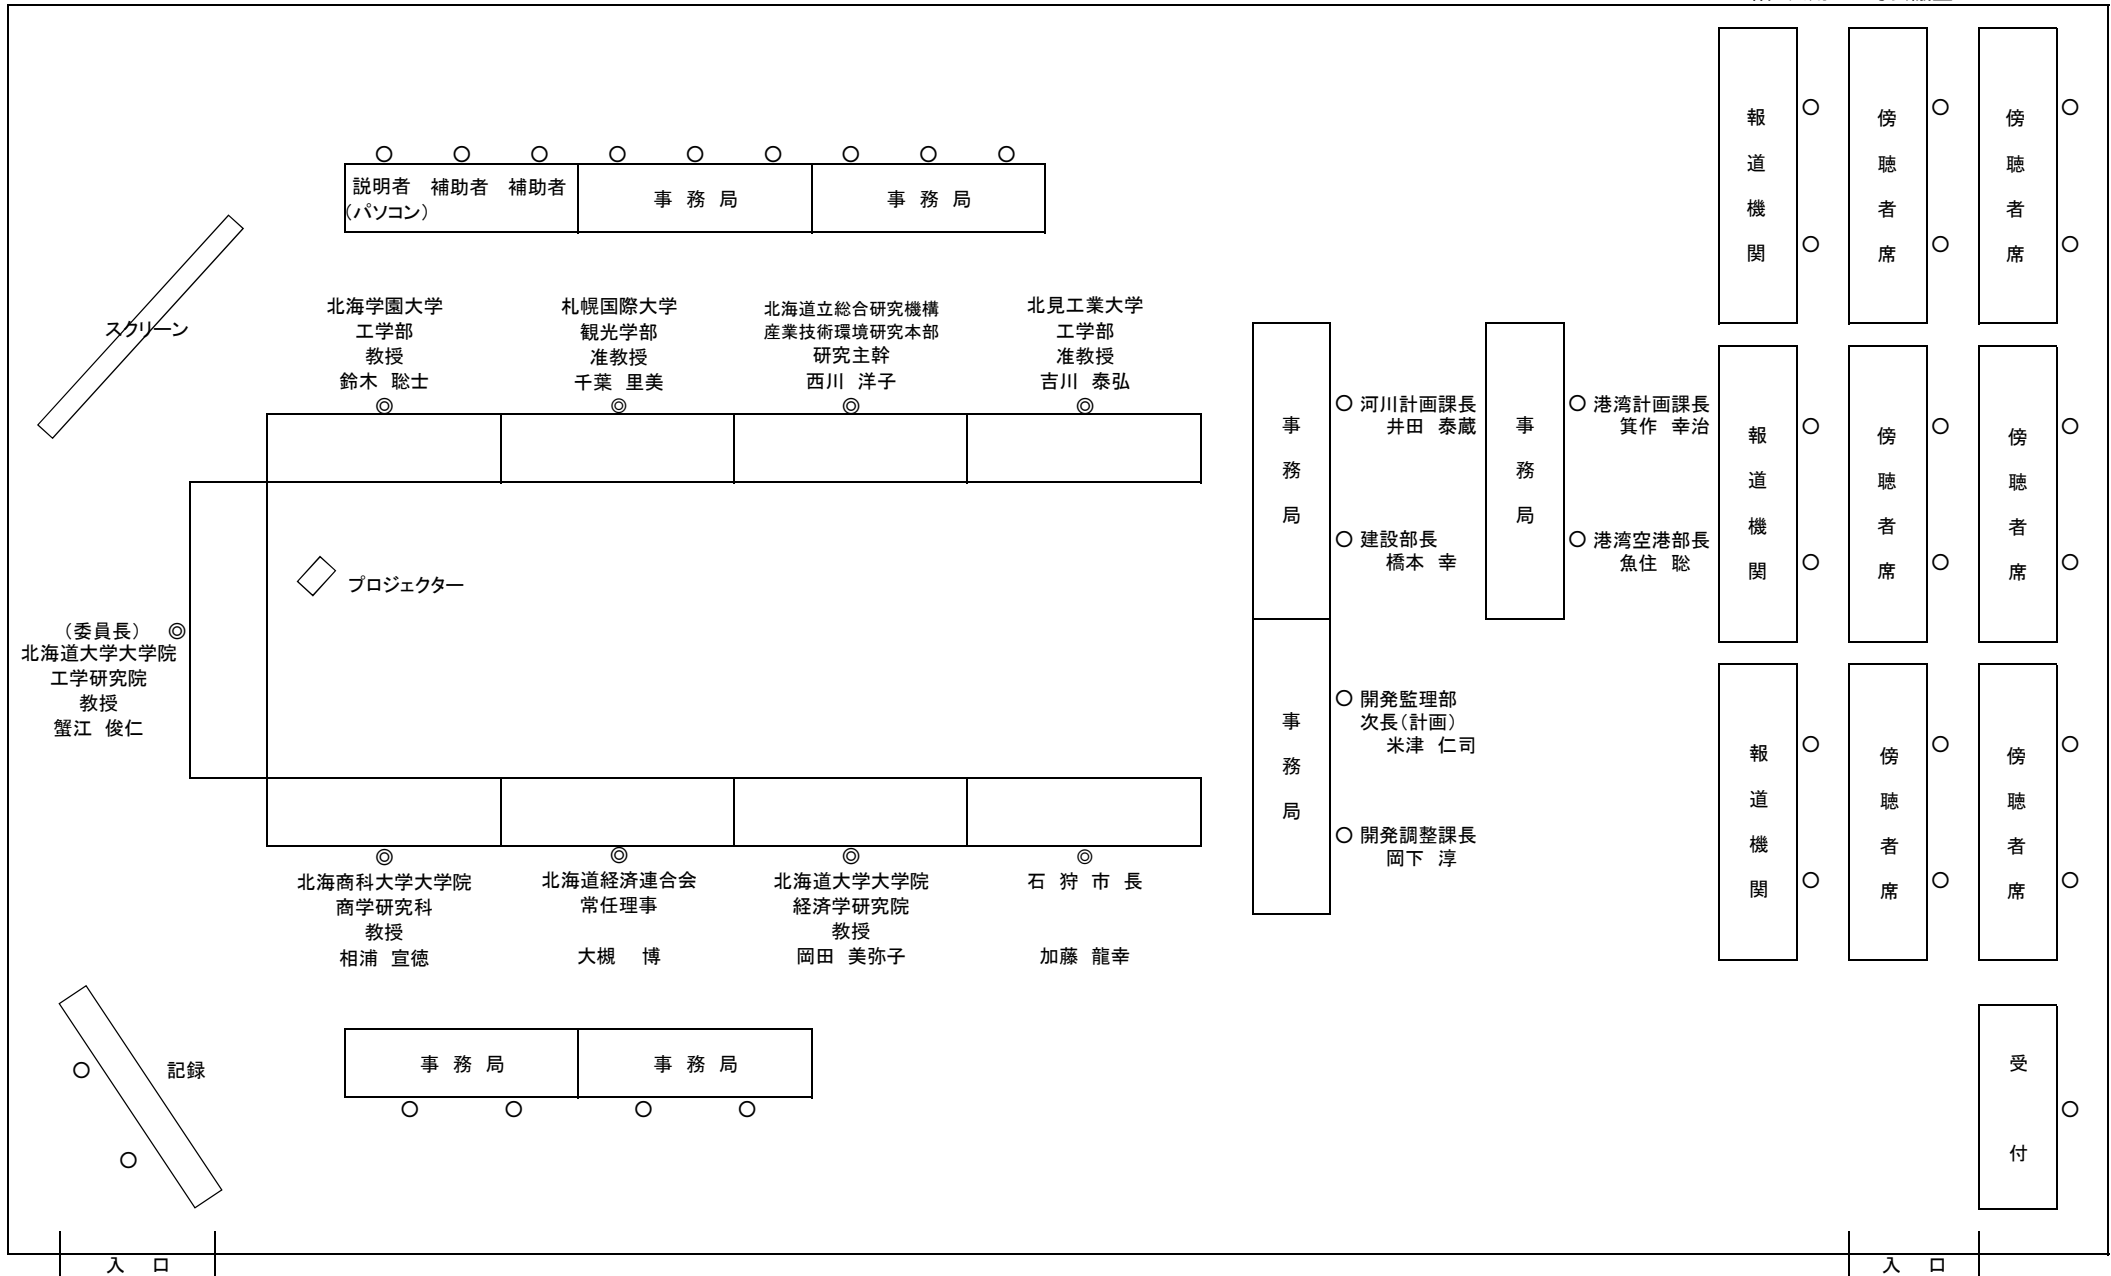 説明者 補助者 補助者
(パソコン)
事 務 局
事 務 局
スクリーン
北海学園大学
工学部
教授
鈴木 聡士
札幌国際大学
観光学部
准教授
千葉 里美
北海道立総合研究機構
産業技術環境研究本部
研究主幹
西川 洋子
北見工業大学
工学部
准教授
吉川 泰弘
プロジェクター
(委員長)
北海道大学大学院
工学研究院
教授
蟹江 俊仁
北海商科大学大学院
商学研究科
教授
相浦 宣徳
北海道経済連合会
常任理事
大槻 博
北海道大学大学院
経済学研究院
教授
岡田 美弥子
石 狩 市 長
加藤 龍幸
記録
事 務 局
事 務 局
事務局
河川計画課長
井田 泰蔵
建設部長
橋本 幸
事務局
開発監理部
次長(計画)
米津 仁司
開発調整課長
岡下 淳
事務局
港湾計画課長
箕作 幸治
港湾空港部長
魚住 聡
報道機関
傍聴者席
傍聴者席
報道機関
傍聴者席
傍聴者席
報道機関
傍聴者席
傍聴者席
受付
入 口
入 口